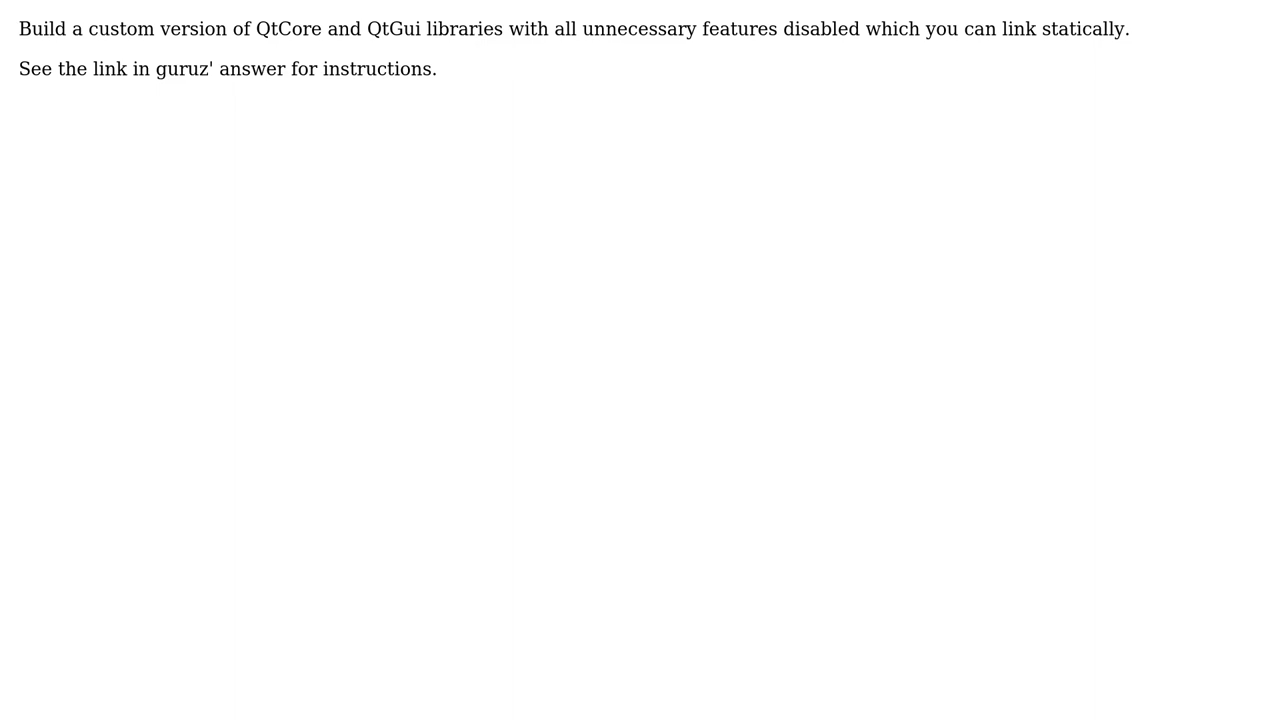 Build a custom version of QtCore and QtGui libraries with all unnecessary features disabled which you can link statically.
See the link in guruz' answer for instructions.